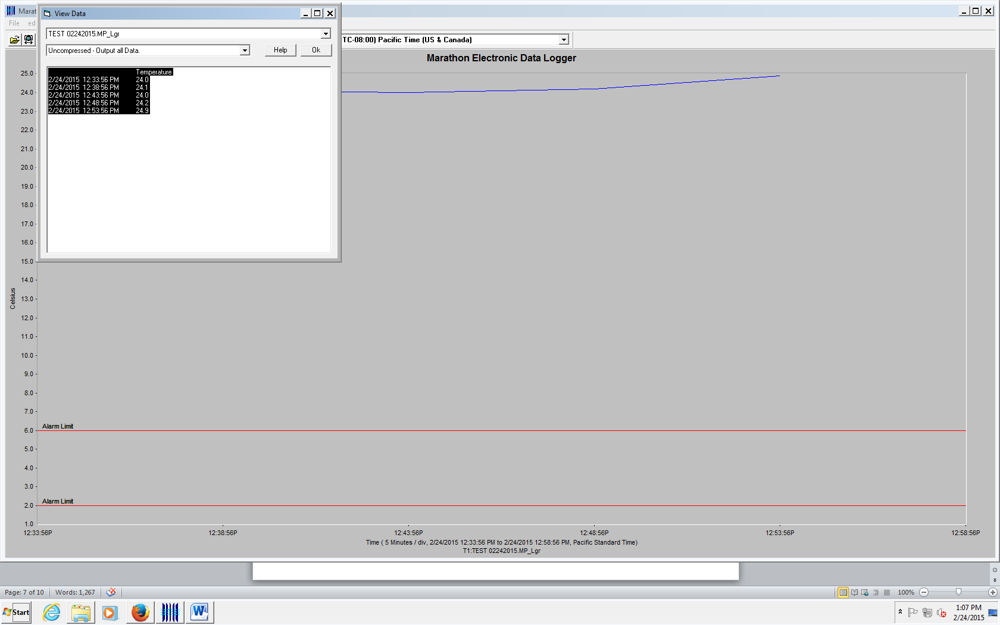 Marat
View Data
File ed
TEST 02242015.MP_Lgr
Uncompressed - Output all Data.
Help
Ok
TC-08:00) Pacific Time (US & Canada)
Marathon Electronic Data Logger
Temperature
2/24/2015 12:33:56 PM 24.0
2/24/2015 12:38:56 PM 24.1
2/24/2015 12:43:56 PM 24.0
2/24/2015 12:48:56 PM 24.2
2/24/2015 12:53:56 PM 24.9
25.0
24.0
23.0
22.0
21.0
20.0
19.0
18.0
17.0
16.0
15.0
14.0
13.0
12.0
11.0
10.0
9.0
8.0
7.0
6.0
5.0
4.0
3.0
2.0
1.0
Celsius
Alarm Limit
Alarm Limit
12:33:56P 12:38:56P 12:43:56P 12:48:56P 12:53:56P 12:58:56P
Time ( 5 Minutes / div, 2/24/2015 12:33:56 PM to 2/24/2015 12:58:56 PM, Pacific Standard Time)
T1:TEST 02242015.MP_Lgr
Page: 7 of 10
Words: 1,267
100%
Start
1:07 PM
2/24/2015